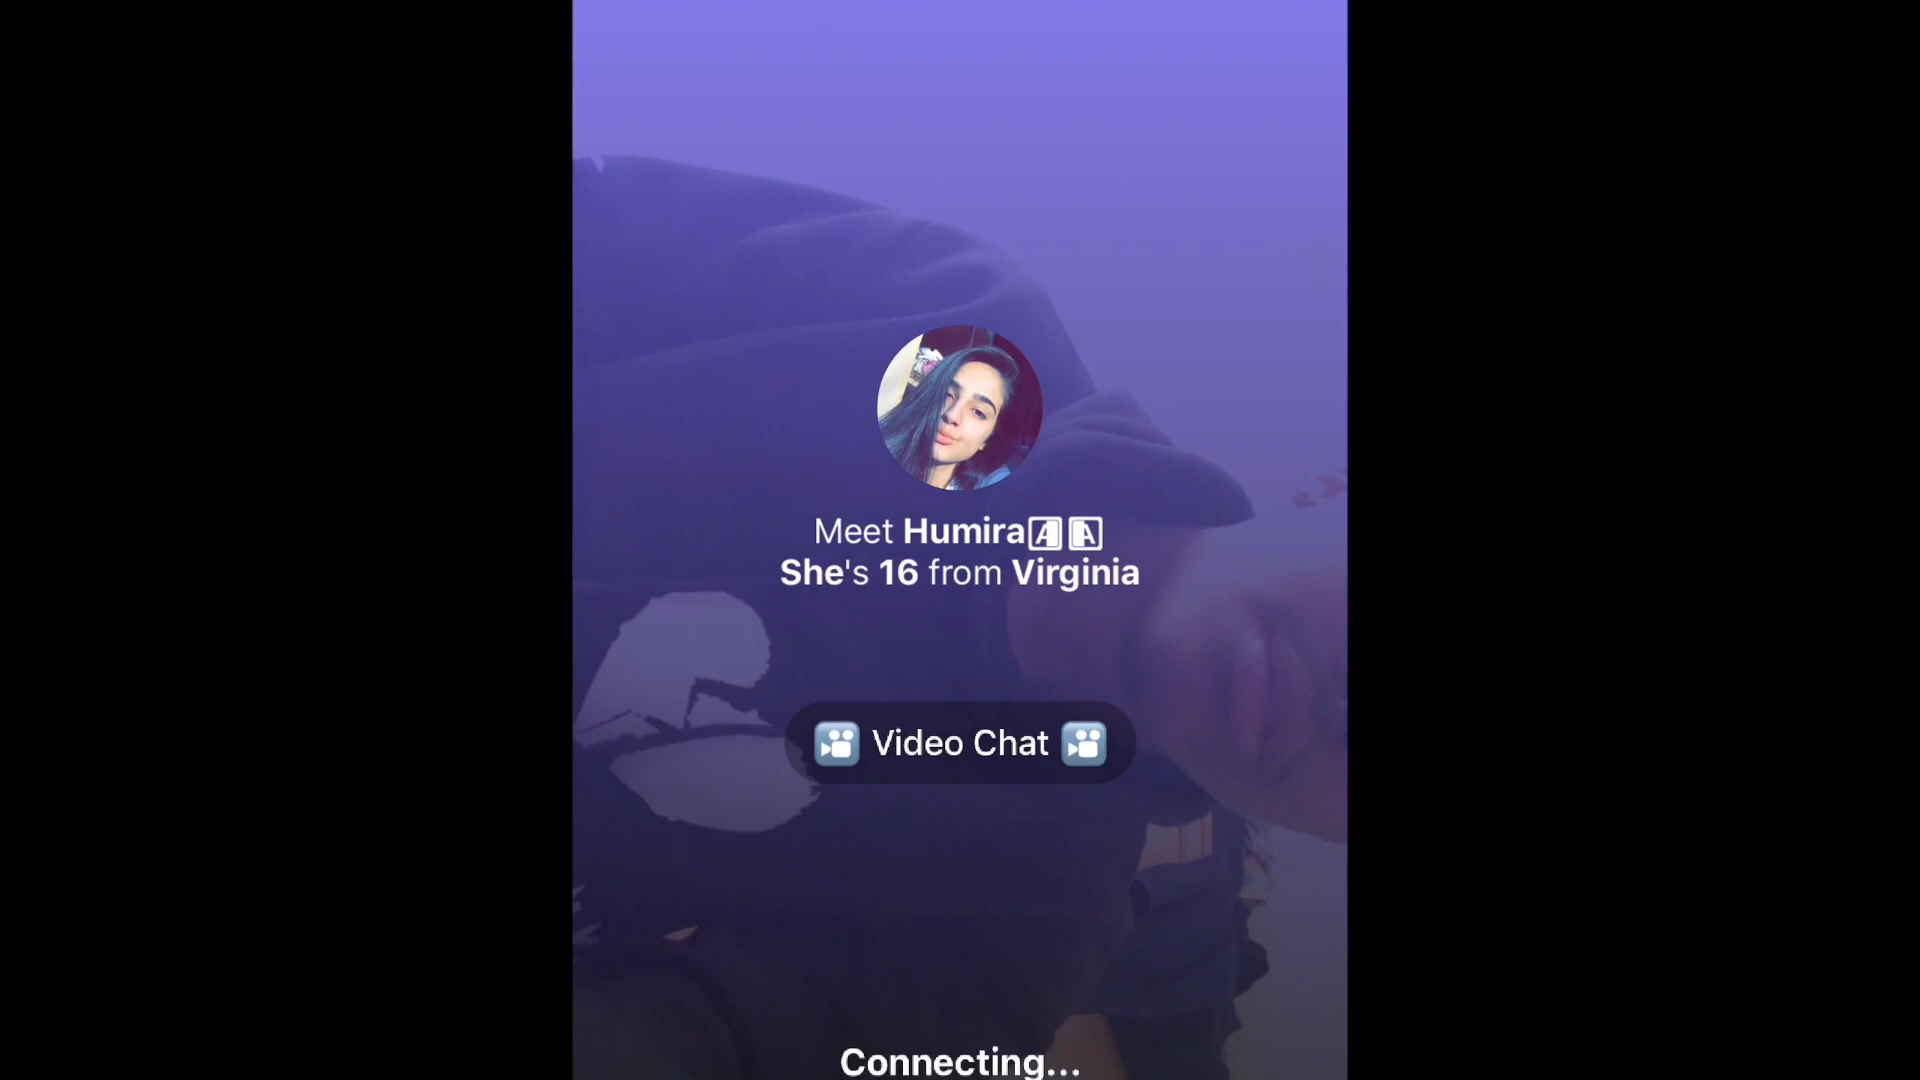 Meet Humira🅰🅰
She's 16 from Virginia
🎦 Video Chat 🎦
Connecting...